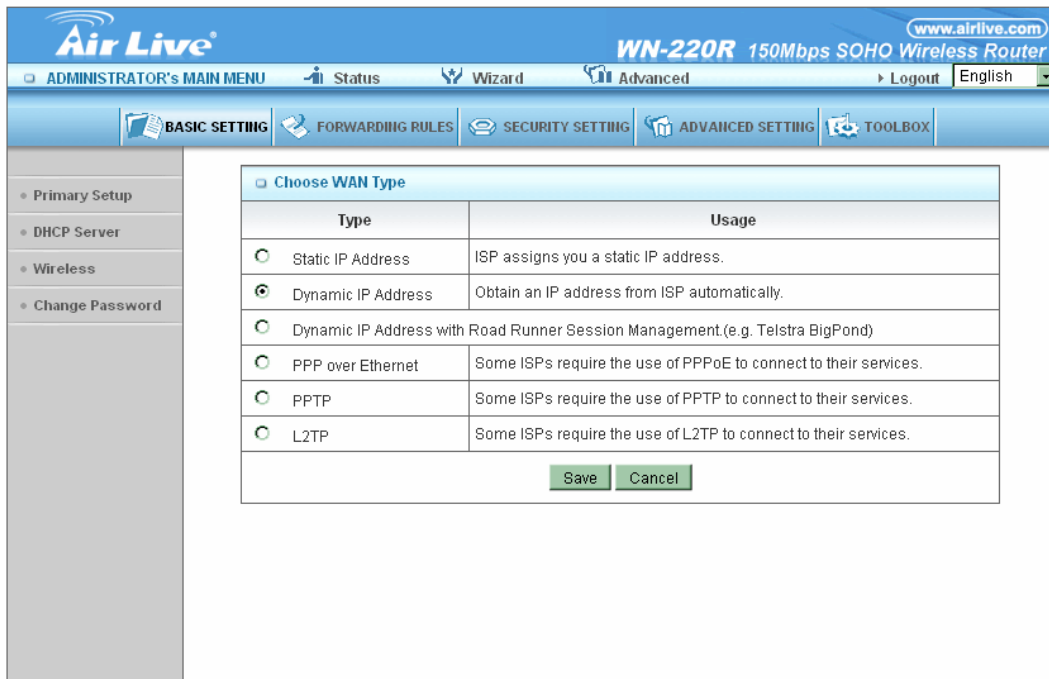 Air Live®
www.airlive.com
WN-220R 150Mbps SOHO Wireless Router
ADMINISTRATOR's MAIN MENU Status Wizard Advanced Logout English
BASIC SETTING FORWARDING RULES SECURITY SETTING ADVANCED SETTING TOOLBOX
Primary Setup
DHCP Server
Wireless
Change Password
Choose WAN Type
Type Usage
Static IP Address ISP assigns you a static IP address.
Dynamic IP Address Obtain an IP address from ISP automatically.
Dynamic IP Address with Road Runner Session Management.(e.g. Telstra BigPond)
PPP over Ethernet Some ISPs require the use of PPPoE to connect to their services.
PPTP Some ISPs require the use of PPTP to connect to their services.
L2TP Some ISPs require the use of L2TP to connect to their services.
Save Cancel